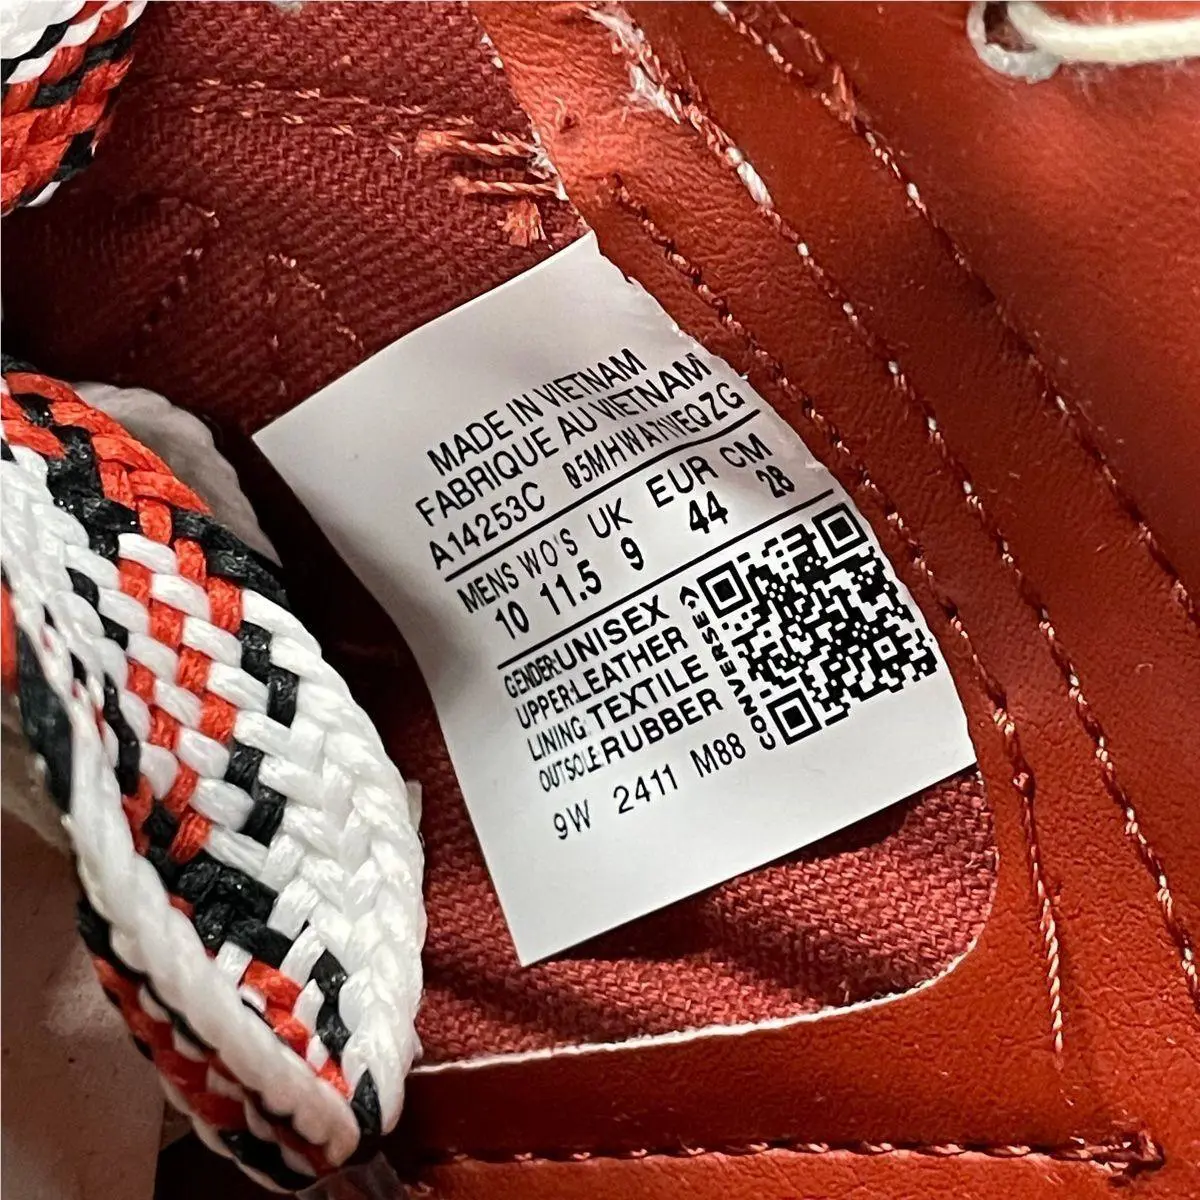 MADE IN VIETNAM
FABRIQUE AU VIETNAM
A14253C 05MHWA71VEQZG
MENS WO'S UK EUR CM
10 11.5 9 44 28
GENDER:UNISEX
UPPER:LEATHER
LINING:TEXTILE
OUTSOLE:RUBBER
CONVERSE
9W 2411 M88